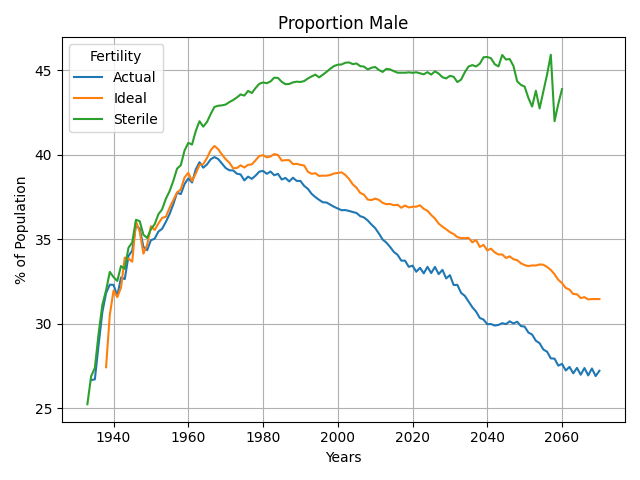 Proportion Male
Fertility
Actual
Ideal
Sterile
% of Population
45
40
35
30
25
1940
1960
1980
2000
2020
2040
2060
Years